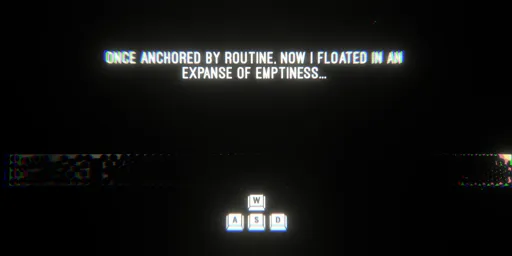 ONCE ANCHORED BY ROUTINE, NOW I FLOATED IN AN
EXPANSE OF EMPTINESS...
W
A S D